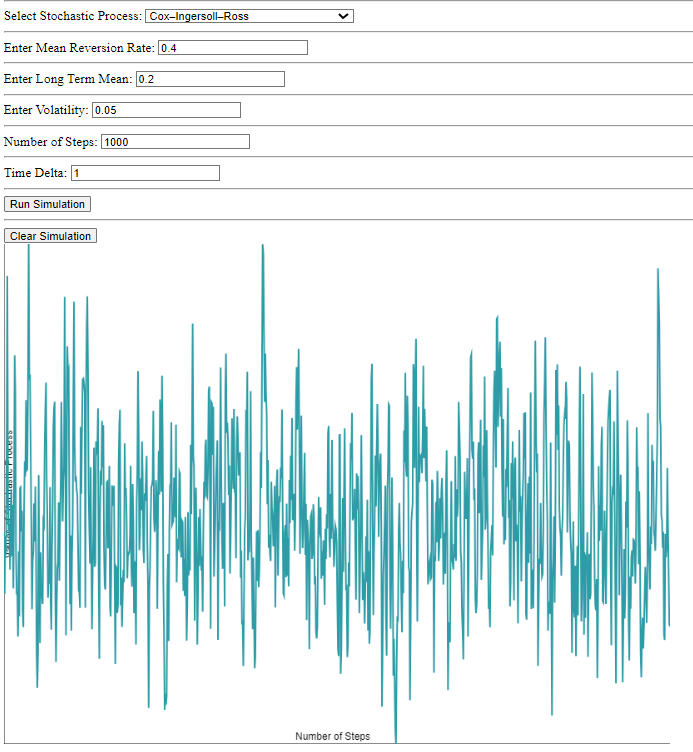 Select Stochastic Process: Cox–Ingersoll–Ross
Enter Mean Reversion Rate: 0.4
Enter Long Term Mean: 0.2
Enter Volatility: 0.05
Number of Steps: 1000
Time Delta: 1
Run Simulation
Clear Simulation
Stochastic Process
Number of Steps